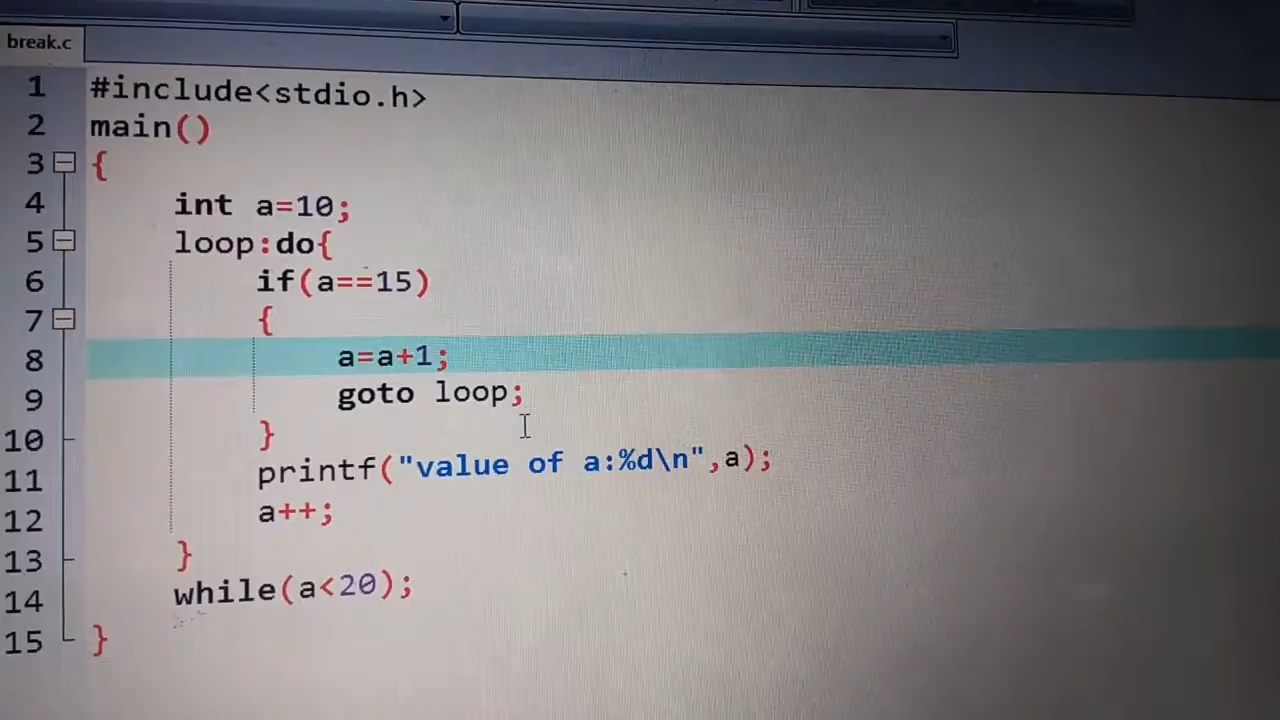 break.c
1 #include<stdio.h>
2 main()
3 {
4 int a=10;
5 loop:do{
6 if(a==15)
7 {
8 a=a+1;
9 goto loop;
10 }
11 printf("value of a:%d\n",a);
12 a++;
13 }
14 while(a<20);
15 }